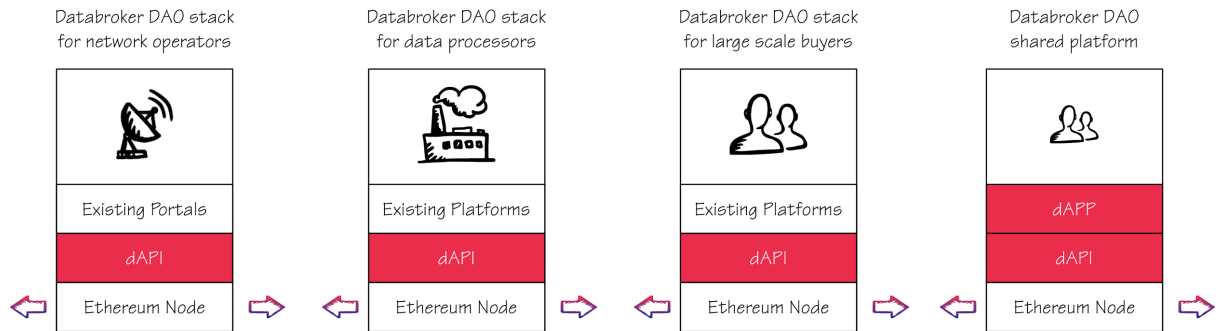 Databroker DAO stack
for network operators
Existing Portals
dAPI
Ethereum Node
Databroker DAO stack
for data processors
Existing Platforms
dAPI
Ethereum Node
Databroker DAO stack
for large scale buyers
Existing Platforms
dAPI
Ethereum Node
Databroker DAO
shared platform
dAPP
dAPI
Ethereum Node